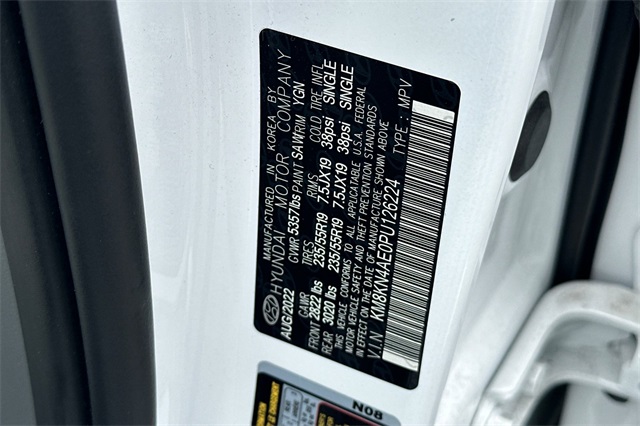 MANUFACTURED IN KOREA BY
HYUNDAI MOTOR COMPANY
AUG/2022 GVWR 5357lbs PAINT SAW TRIM YGN
GAWR TIRES RIMS COLD TIRE INFL
FRONT 2822 lbs 235/55R19 7.5JX19 38psi SINGLE
REAR 3020 lbs 235/55R19 7.5JX19 38psi SINGLE
THIS VEHICLE CONFORMS TO ALL APPLICABLE U.S.A. FEDERAL
MOTOR VEHICLE SAFETY AND THEFT PREVENTION STANDARDS
IN EFFECT ON THE DATE OF MANUFACTURE SHOWN ABOVE
V.I.N KM8KN4AE0PU126224 TYPE : MPV
N08